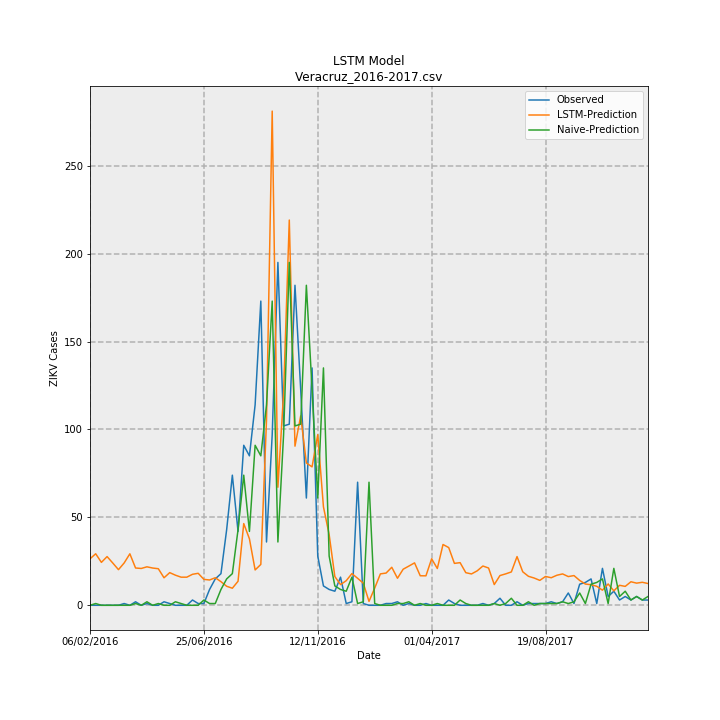 LSTM Model
Veracruz_2016-2017.csv
Observed
LSTM-Prediction
Naive-Prediction
ZIKV Cases
250
200
150
100
50
0
06/02/2016
25/06/2016
12/11/2016
01/04/2017
19/08/2017
Date